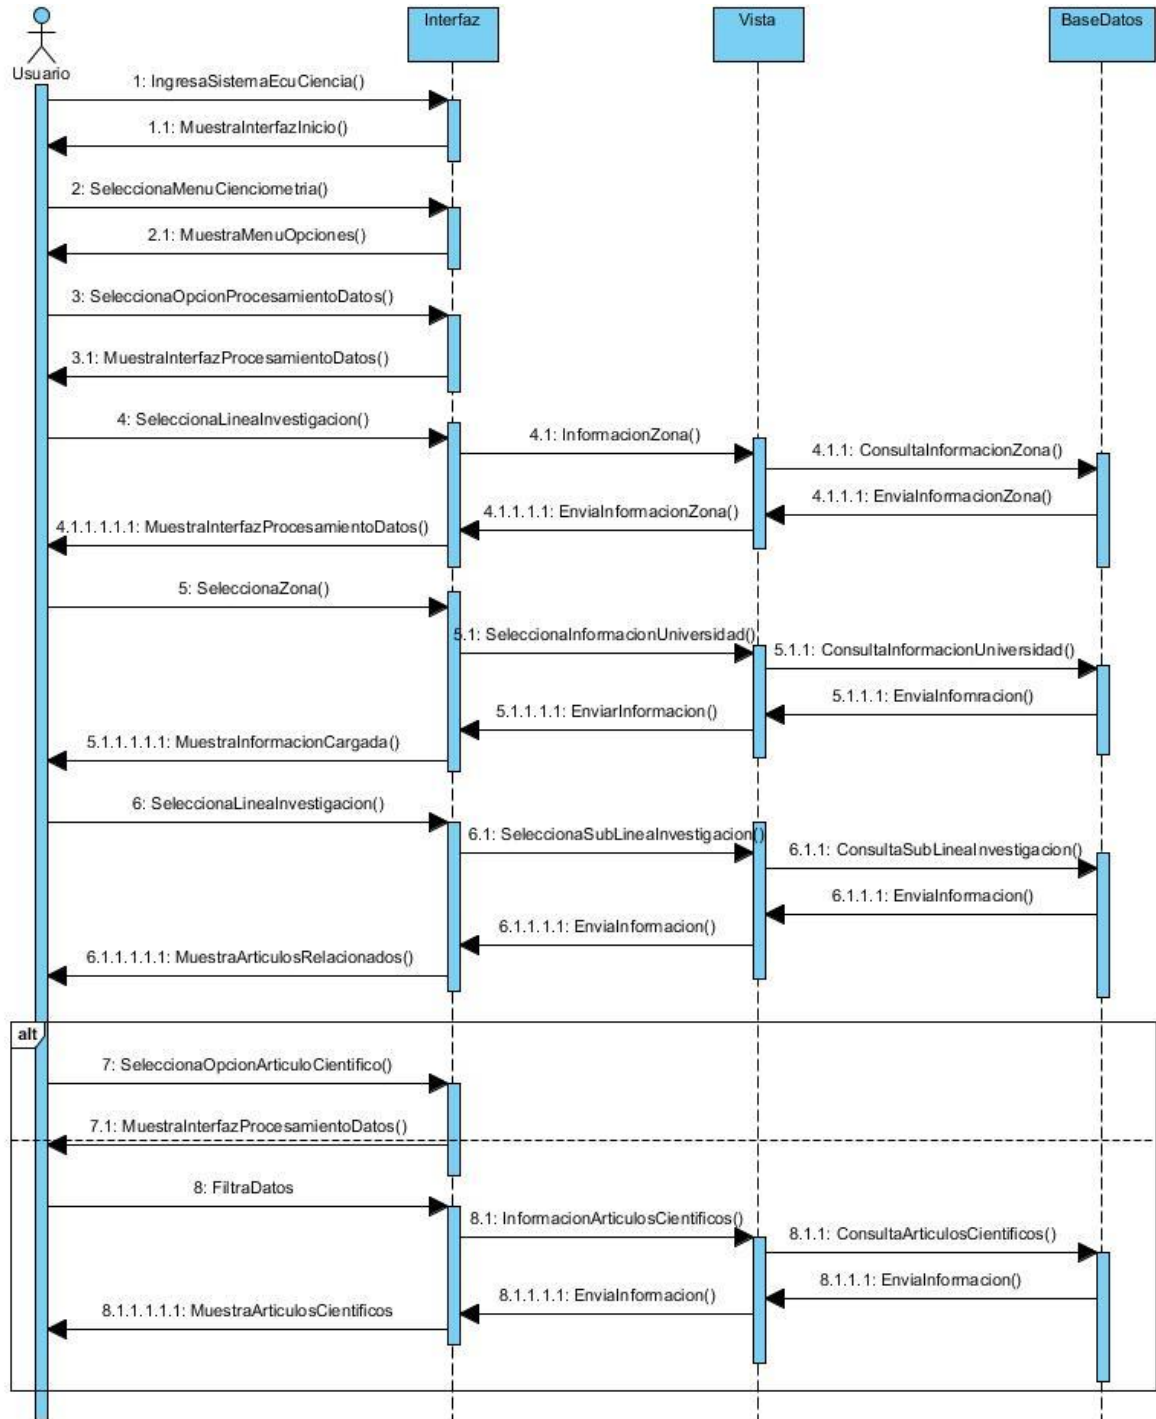 Interfaz
Vista
BaseDatos
Usuario
1: IngresaSistemaEcuCiencia()
1.1: MuestraInterfazInicio()
2: SeleccionaMenuCienciometria()
2.1: MuestraMenuOpciones()
3: SeleccionaOpcionProcesamientoDatos()
3.1: MuestraInterfazProcesamientoDatos()
4: SeleccionaLineaInvestigacion()
4.1: InformacionZona()
4.1.1: ConsultaInformacionZona()
4.1.1.1: EnviaInformacionZona()
4.1.1.1.1: EnviaInformacionZona()
4.1.1.1.1.1: MuestraInterfazProcesamientoDatos()
5: SeleccionaZona()
5.1: SeleccionaInformacionUniversidad()
5.1.1: ConsultaInformacionUniversidad()
5.1.1.1: EnviaInfomracion()
5.1.1.1.1: EnviarInformacion()
5.1.1.1.1.1: MuestraInformacionCargada()
6: SeleccionaLineaInvestigacion()
6.1: SeleccionaSubLineaInvestigacion()
6.1.1: ConsultaSubLineaInvestigacion()
6.1.1.1: EnviaInformacion()
6.1.1.1.1: EnviaInformacion()
6.1.1.1.1.1: MuestraArticulosRelacionados()
alt
7: SeleccionaOpcionArticuloCientifico()
7.1: MuestraInterfazProcesamientoDatos()
8: FiltraDatos
8.1: InformacionArticulosCientificos()
8.1.1: ConsultaArticulosCientificos()
8.1.1.1: EnviaInformacion()
8.1.1.1.1: EnviaInformacion()
8.1.1.1.1.1: MuestraArticulosCientificos